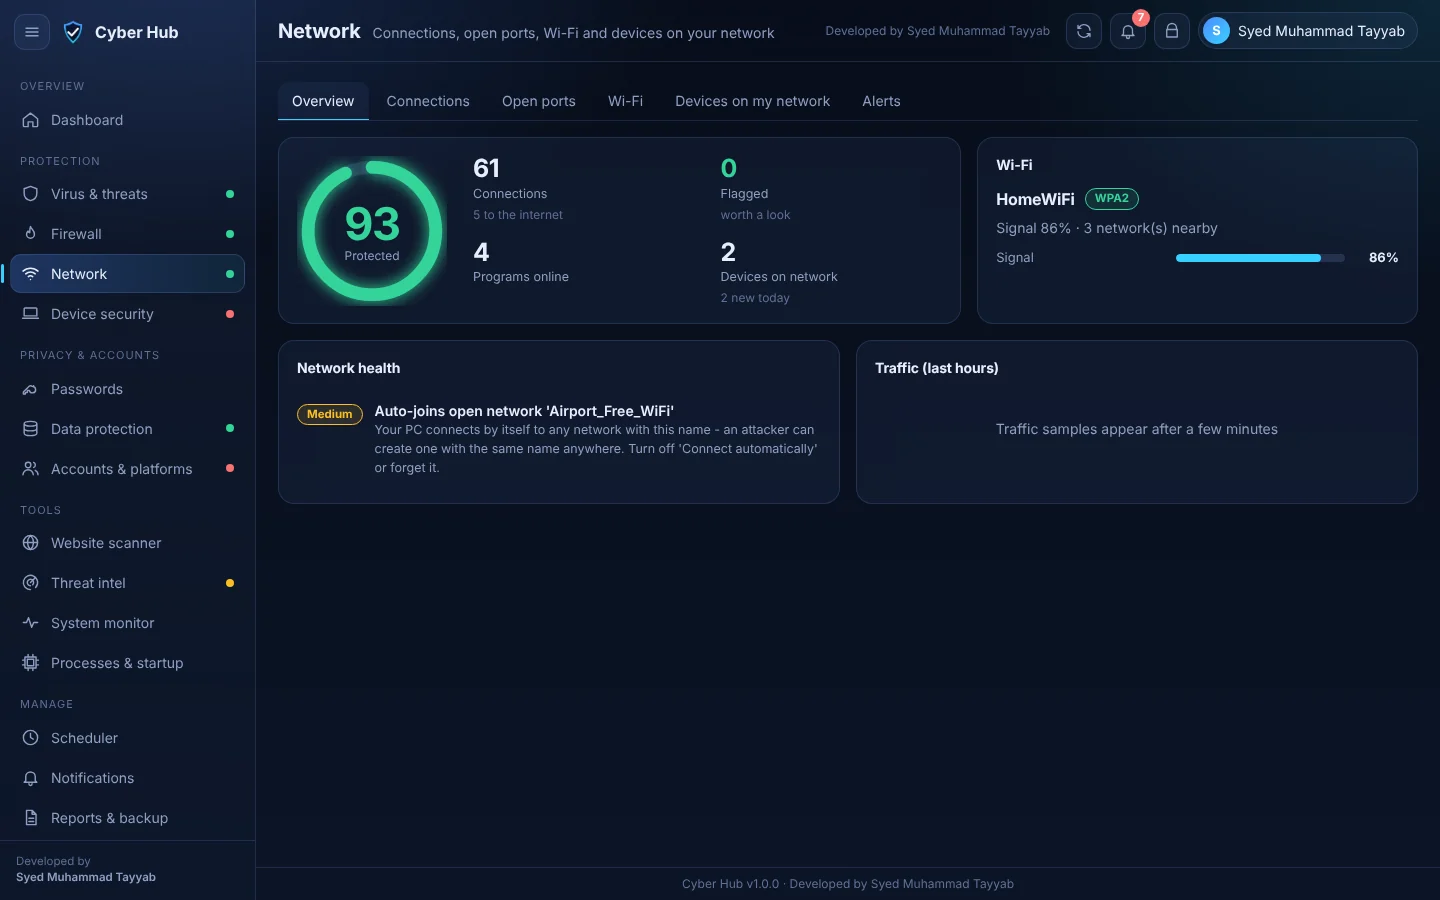 Cyber Hub
OVERVIEW
Dashboard
PROTECTION
Virus & threats
Firewall
Network
Device security
PRIVACY & ACCOUNTS
Passwords
Data protection
Accounts & platforms
TOOLS
Website scanner
Threat intel
System monitor
Processes & startup
MANAGE
Scheduler
Notifications
Reports & backup
Developed by
Syed Muhammad Tayyab
Network Connections, open ports, Wi-Fi and devices on your network
Developed by Syed Muhammad Tayyab
7
S Syed Muhammad Tayyab
Overview Connections Open ports Wi-Fi Devices on my network Alerts
93
Protected
61
Connections
5 to the internet
0
Flagged
worth a look
4
Programs online
2
Devices on network
2 new today
Wi-Fi
HomeWiFi WPA2
Signal 86% · 3 network(s) nearby
Signal 86%
Network health
Medium
Auto-joins open network 'Airport_Free_WiFi'
Your PC connects by itself to any network with this name - an attacker can
create one with the same name anywhere. Turn off 'Connect automatically'
or forget it.
Traffic (last hours)
Traffic samples appear after a few minutes
Cyber Hub v1.0.0 · Developed by Syed Muhammad Tayyab